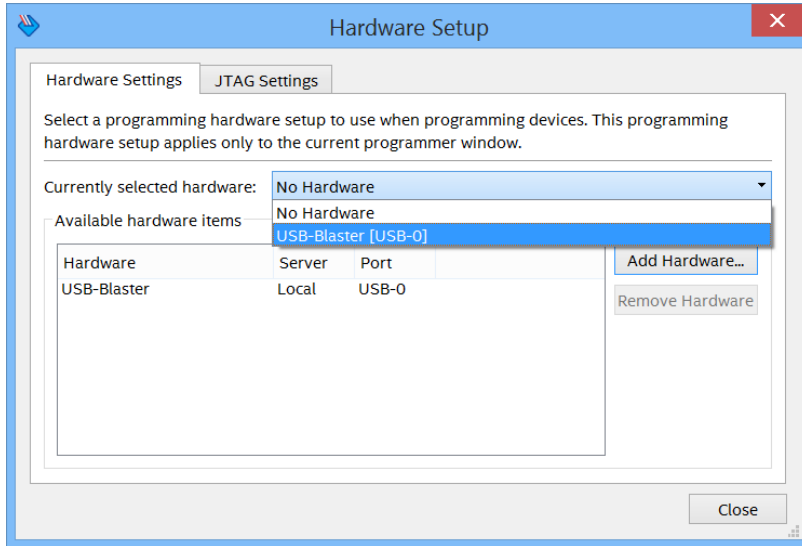 Hardware Setup
Hardware Settings
JTAG Settings
Select a programming hardware setup to use when programming devices. This programming
hardware setup applies only to the current programmer window.
Currently selected hardware:
No Hardware
No Hardware
USB-Blaster [USB-0]
Available hardware items
Hardware Server Port
USB-Blaster Local USB-0
Add Hardware...
Remove Hardware
Close